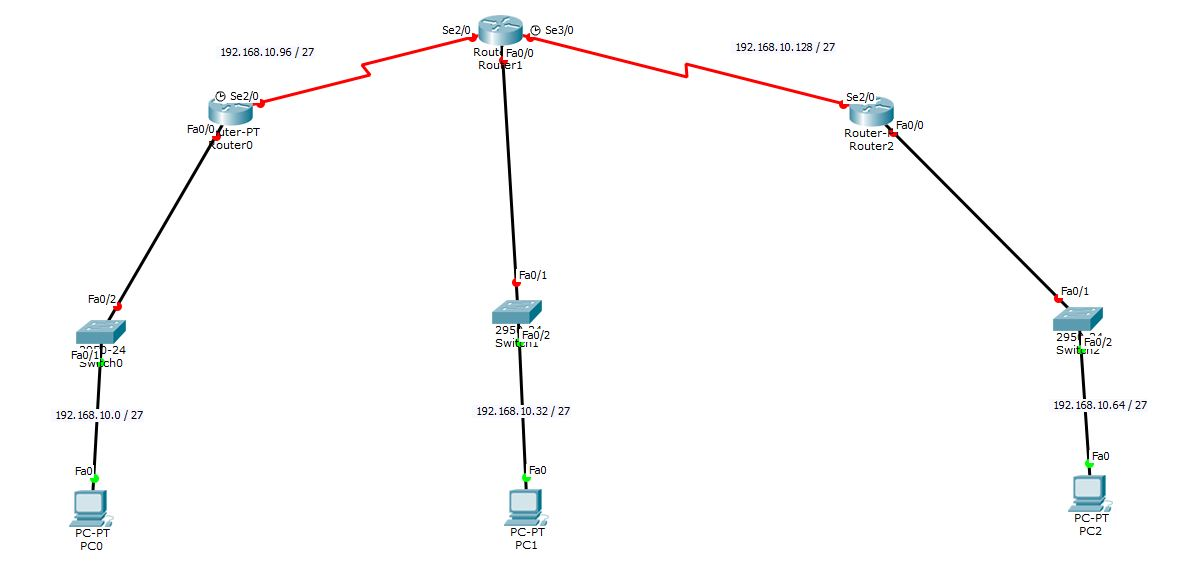 Se2/0
Se3/0
192.168.10.96 / 27
192.168.10.128 / 27
Fa0/0
Router1
Se2/0
Se2/0
Fa0/0
Fa0/0
Router0
Router2
Fa0/1
Fa0/1
Fa0/2
Fa0/2
Fa0/2
Fa0/1
192.168.10.0 / 27
192.168.10.32 / 27
192.168.10.64 / 27
Fa0
Fa0
Fa0
PC-PT
PC0
PC-PT
PC1
PC-PT
PC2